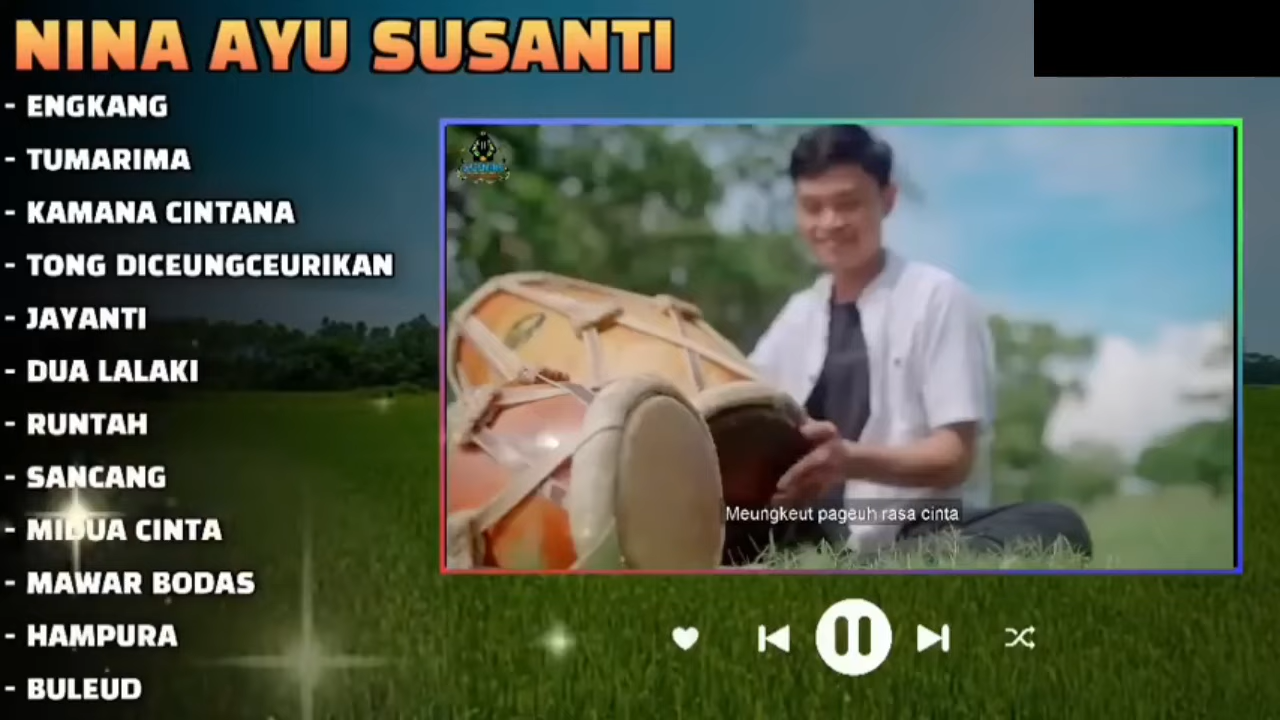 NINA AYU SUSANTI
- ENGKANG
- TUMARIMA
- KAMANA CINTANA
- TONG DICEUNGCEURIKAN
- JAYANTI
- DUA LALAKI
- RUNTAH
- SANCANG
- MIDUA CINTA
- MAWAR BODAS
- HAMPURA
- BULEUD
Meungkeut pageuh rasa cinta